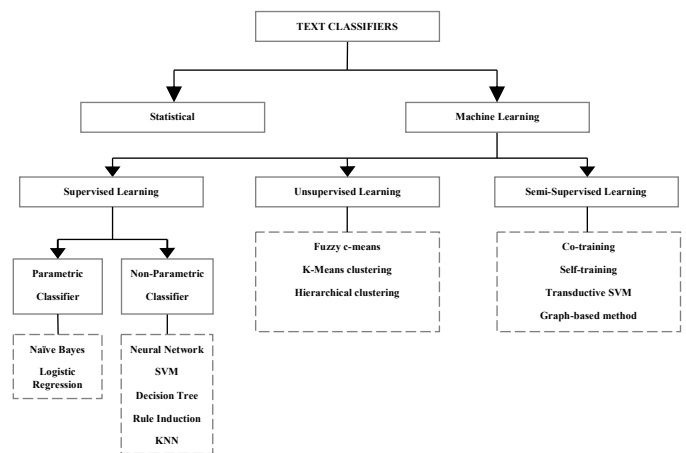 TEXT CLASSIFIERS
Statistical
Machine Learning
Supervised Learning
Unsupervised Learning
Semi-Supervised Learning
Parametric
Classifier
Non-Parametric
Classifier
Fuzzy c-means
K-Means clustering
Hierarchical clustering
Co-training
Self-training
Transductive SVM
Graph-based method
Naïve Bayes
Logistic
Regression
Neural Network
SVM
Decision Tree
Rule Induction
KNN